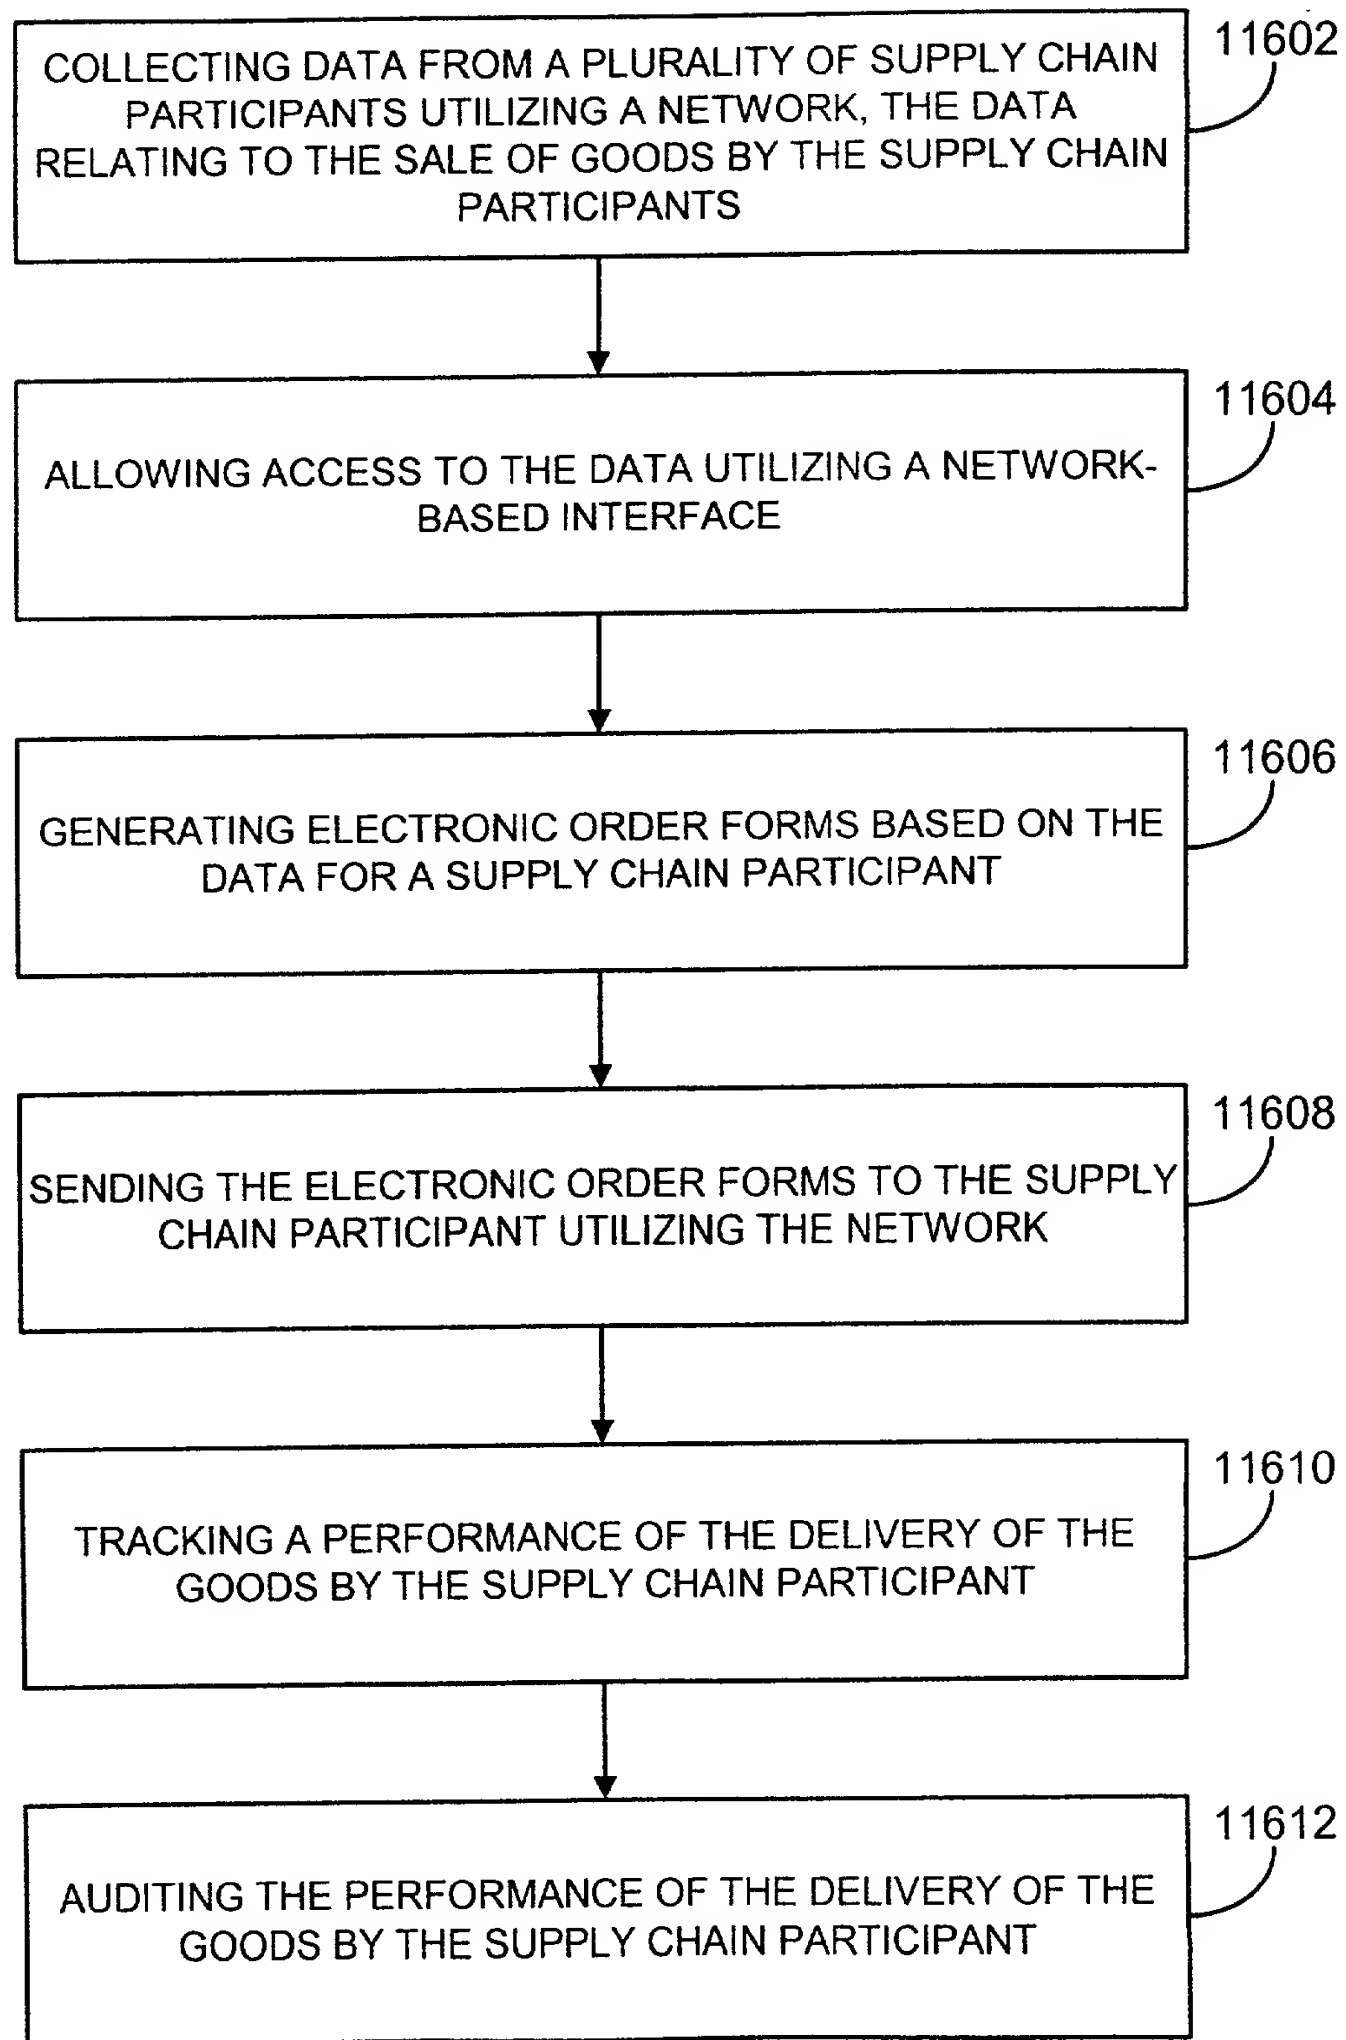 11602
COLLECTING DATA FROM A PLURALITY OF SUPPLY CHAIN
PARTICIPANTS UTILIZING A NETWORK, THE DATA
RELATING TO THE SALE OF GOODS BY THE SUPPLY CHAIN
PARTICIPANTS
11604
ALLOWING ACCESS TO THE DATA UTILIZING A NETWORK-
BASED INTERFACE
11606
GENERATING ELECTRONIC ORDER FORMS BASED ON THE
DATA FOR A SUPPLY CHAIN PARTICIPANT
11608
SENDING THE ELECTRONIC ORDER FORMS TO THE SUPPLY
CHAIN PARTICIPANT UTILIZING THE NETWORK
11610
TRACKING A PERFORMANCE OF THE DELIVERY OF THE
GOODS BY THE SUPPLY CHAIN PARTICIPANT
11612
AUDITING THE PERFORMANCE OF THE DELIVERY OF THE
GOODS BY THE SUPPLY CHAIN PARTICIPANT